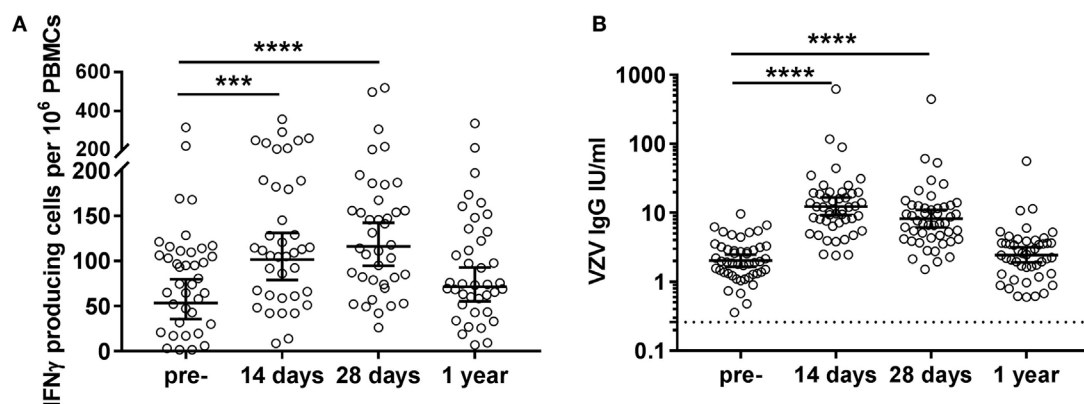 A
IFNγ producing cells per 10⁶ PBMCs
600
400
200
200
150
100
50
0
****
***
pre-
14 days
28 days
1 year
B
VZV IgG IU/ml
1000
100
10
1
0.1
****
****
pre-
14 days
28 days
1 year